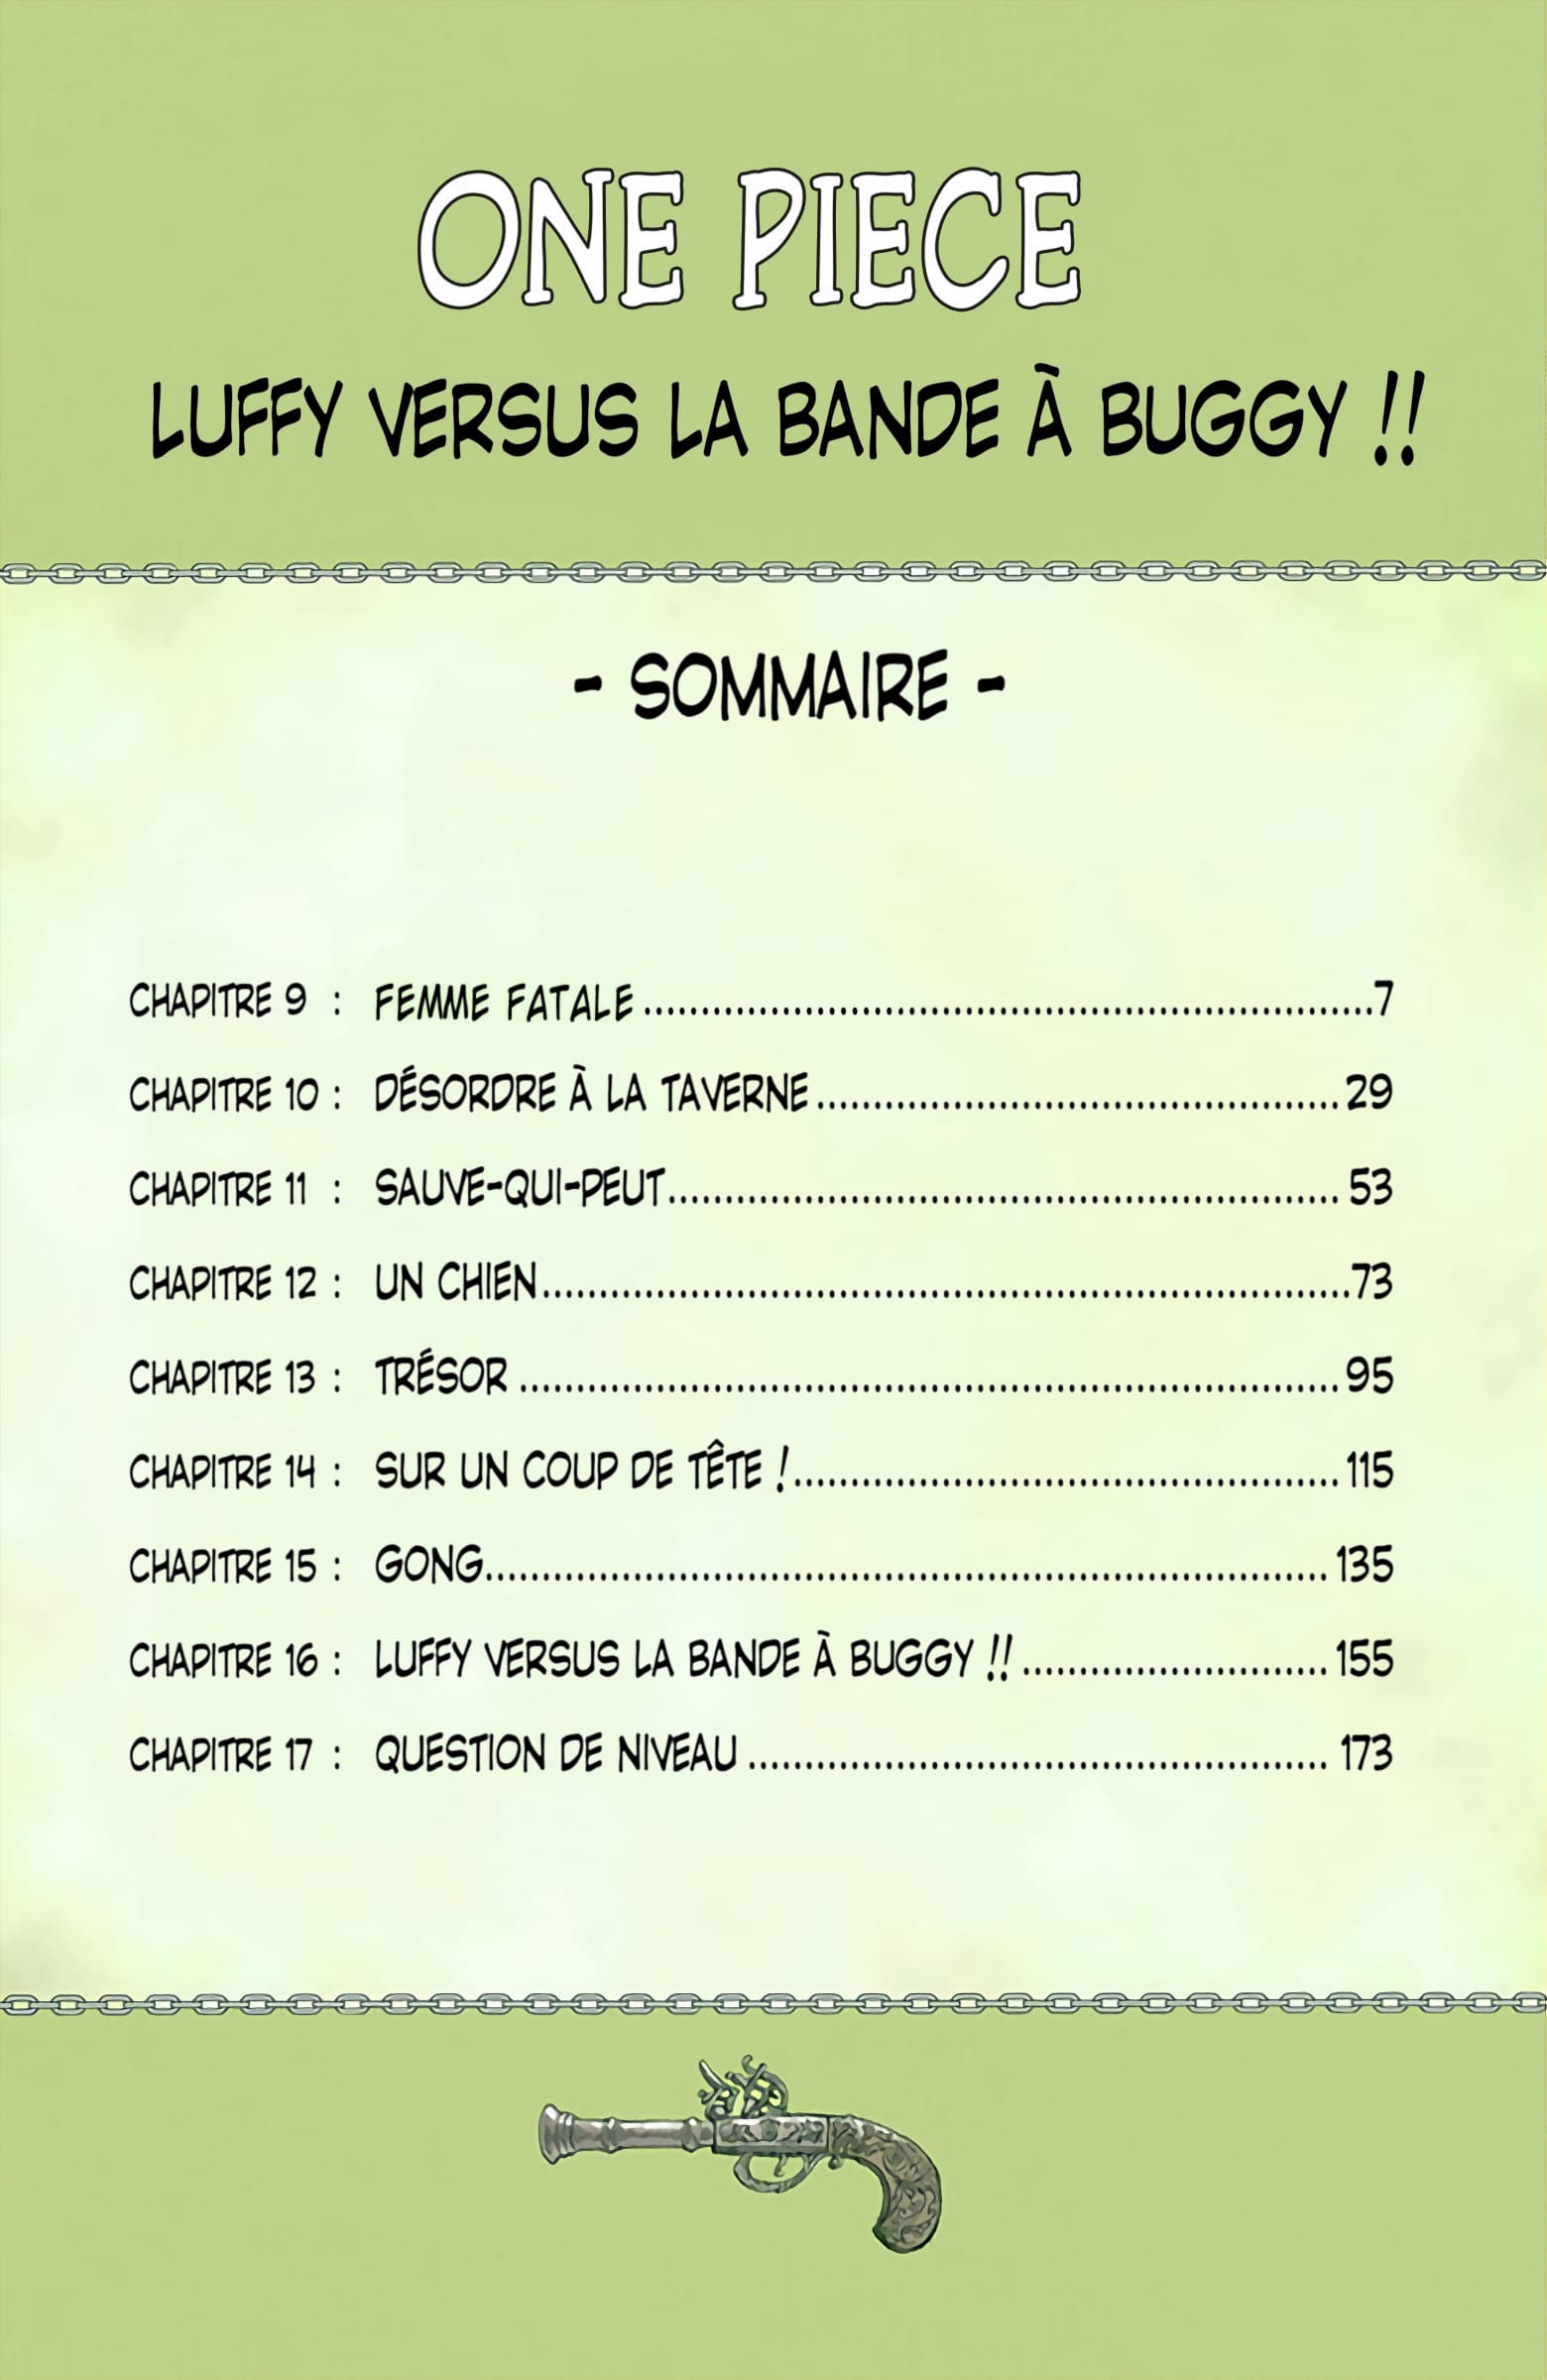 ONE PIECE
LUFFY VERSUS LA BANDE À BUGGY !!
- SOMMAIRE -
CHAPITRE 9 : FEMME FATALE................................................................7
CHAPITRE 10 : DÉSORDRE À LA TAVERNE.............................................. 29
CHAPITRE 11 : SAUVE-QUI-PEUT........................................................... 53
CHAPITRE 12 : UN CHIEN.......................................................................73
CHAPITRE 13 : TRÉSOR ........................................................................ 95
CHAPITRE 14 : SUR UN COUP DE TÊTE !................................................ 115
CHAPITRE 15 : GONG.......................................................................... 135
CHAPITRE 16 : LUFFY VERSUS LA BANDE À BUGGY !! ........................... 155
CHAPITRE 17 : QUESTION DE NIVEAU ................................................... 173